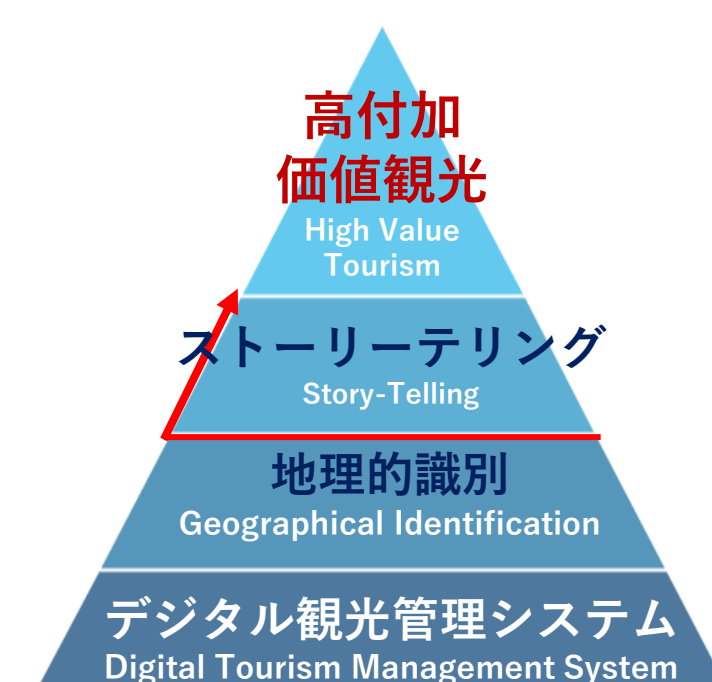 高付加
価値観光
High Value
Tourism
ストーリーテリング
Story-Telling
地理的識別
Geographical Identification
デジタル観光管理システム
Digital Tourism Management System